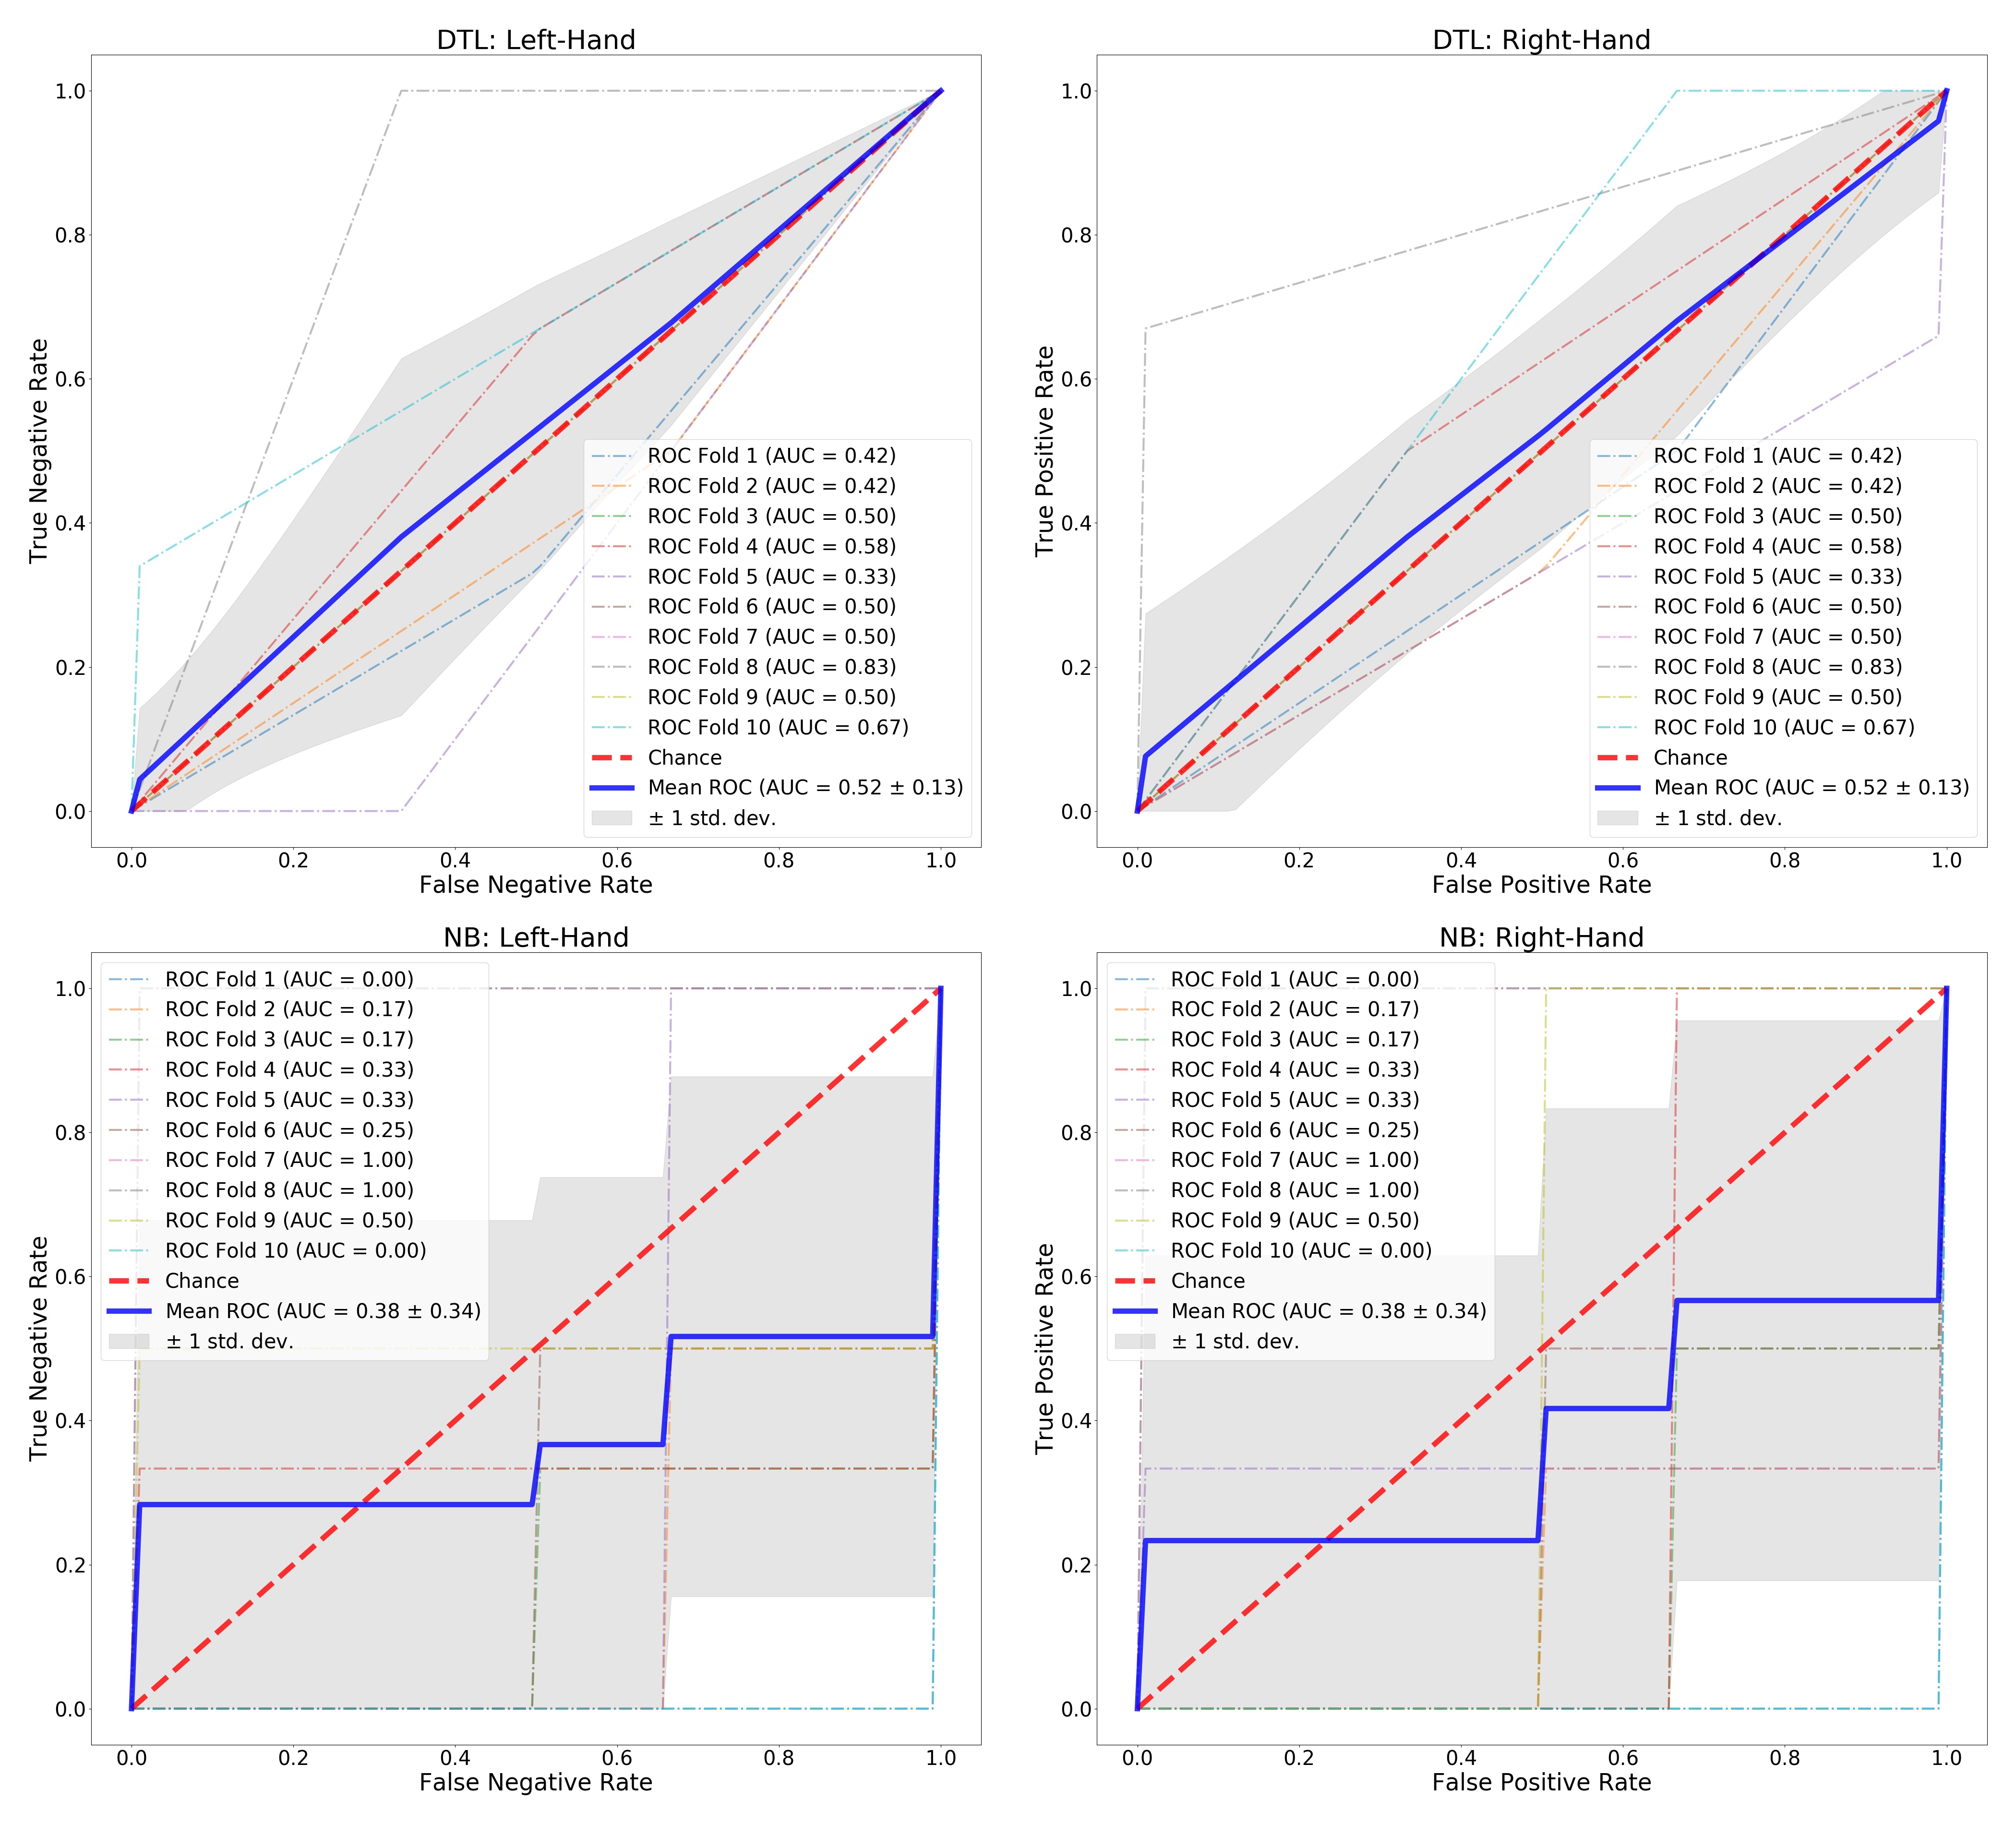 DTL: Left-Hand
True Negative Rate
1.0
0.8
0.6
0.4
0.2
0.0
ROC Fold 1 (AUC = 0.42)
ROC Fold 2 (AUC = 0.42)
ROC Fold 3 (AUC = 0.50)
ROC Fold 4 (AUC = 0.58)
ROC Fold 5 (AUC = 0.33)
ROC Fold 6 (AUC = 0.50)
ROC Fold 7 (AUC = 0.50)
ROC Fold 8 (AUC = 0.83)
ROC Fold 9 (AUC = 0.50)
ROC Fold 10 (AUC = 0.67)
Chance
Mean ROC (AUC = 0.52 ± 0.13)
± 1 std. dev.
0.0 0.2 0.4 0.6 0.8 1.0
False Negative Rate
DTL: Right-Hand
True Positive Rate
1.0
0.8
0.6
0.4
0.2
0.0
ROC Fold 1 (AUC = 0.42)
ROC Fold 2 (AUC = 0.42)
ROC Fold 3 (AUC = 0.50)
ROC Fold 4 (AUC = 0.58)
ROC Fold 5 (AUC = 0.33)
ROC Fold 6 (AUC = 0.50)
ROC Fold 7 (AUC = 0.50)
ROC Fold 8 (AUC = 0.83)
ROC Fold 9 (AUC = 0.50)
ROC Fold 10 (AUC = 0.67)
Chance
Mean ROC (AUC = 0.52 ± 0.13)
± 1 std. dev.
0.0 0.2 0.4 0.6 0.8 1.0
False Positive Rate
NB: Left-Hand
True Negative Rate
1.0
0.8
0.6
0.4
0.2
0.0
ROC Fold 1 (AUC = 0.00)
ROC Fold 2 (AUC = 0.17)
ROC Fold 3 (AUC = 0.17)
ROC Fold 4 (AUC = 0.33)
ROC Fold 5 (AUC = 0.33)
ROC Fold 6 (AUC = 0.25)
ROC Fold 7 (AUC = 1.00)
ROC Fold 8 (AUC = 1.00)
ROC Fold 9 (AUC = 0.50)
ROC Fold 10 (AUC = 0.00)
Chance
Mean ROC (AUC = 0.38 ± 0.34)
± 1 std. dev.
0.0 0.2 0.4 0.6 0.8 1.0
False Negative Rate
NB: Right-Hand
True Positive Rate
1.0
0.8
0.6
0.4
0.2
0.0
ROC Fold 1 (AUC = 0.00)
ROC Fold 2 (AUC = 0.17)
ROC Fold 3 (AUC = 0.17)
ROC Fold 4 (AUC = 0.33)
ROC Fold 5 (AUC = 0.33)
ROC Fold 6 (AUC = 0.25)
ROC Fold 7 (AUC = 1.00)
ROC Fold 8 (AUC = 1.00)
ROC Fold 9 (AUC = 0.50)
ROC Fold 10 (AUC = 0.00)
Chance
Mean ROC (AUC = 0.38 ± 0.34)
± 1 std. dev.
0.0 0.2 0.4 0.6 0.8 1.0
False Positive Rate